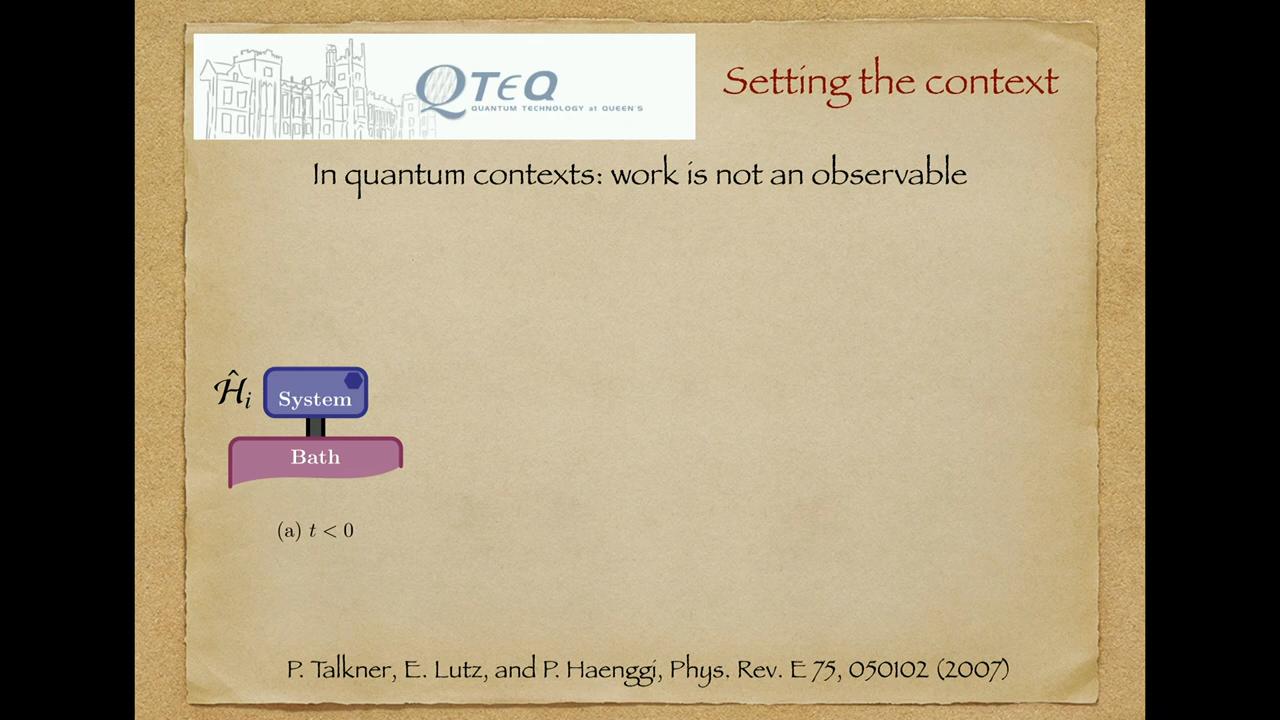 QTeQ
QUANTUM TECHNOLOGY at QUEEN'S
Setting the context
In quantum contexts: work is not an observable
Ĥi
System
Bath
(a) t < 0
P. Talkner, E. Lutz, and P. Haenggi, Phys. Rev. E 75, 050102 (2007)